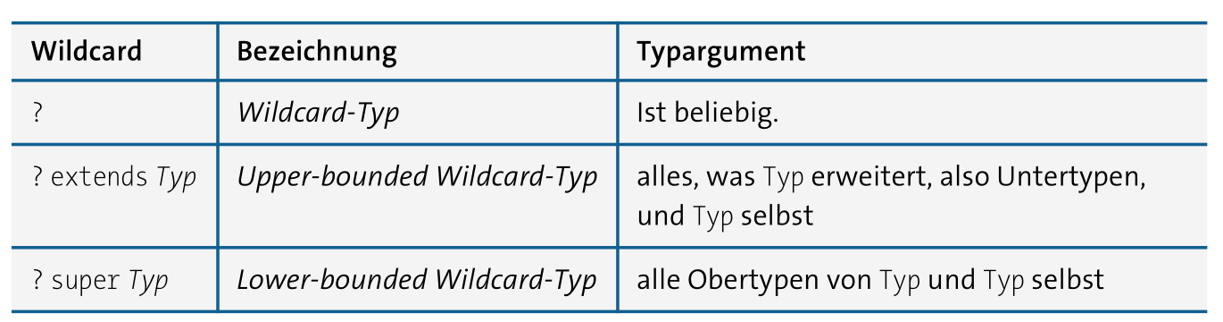 Wildcard Bezeichnung Typargument
? Wildcard-Typ Ist beliebig.
? extends Typ Upper-bounded Wildcard-Typ alles, was Typ erweitert, also Untertypen,
und Typ selbst
? super Typ Lower-bounded Wildcard-Typ alle Obertypen von Typ und Typ selbst